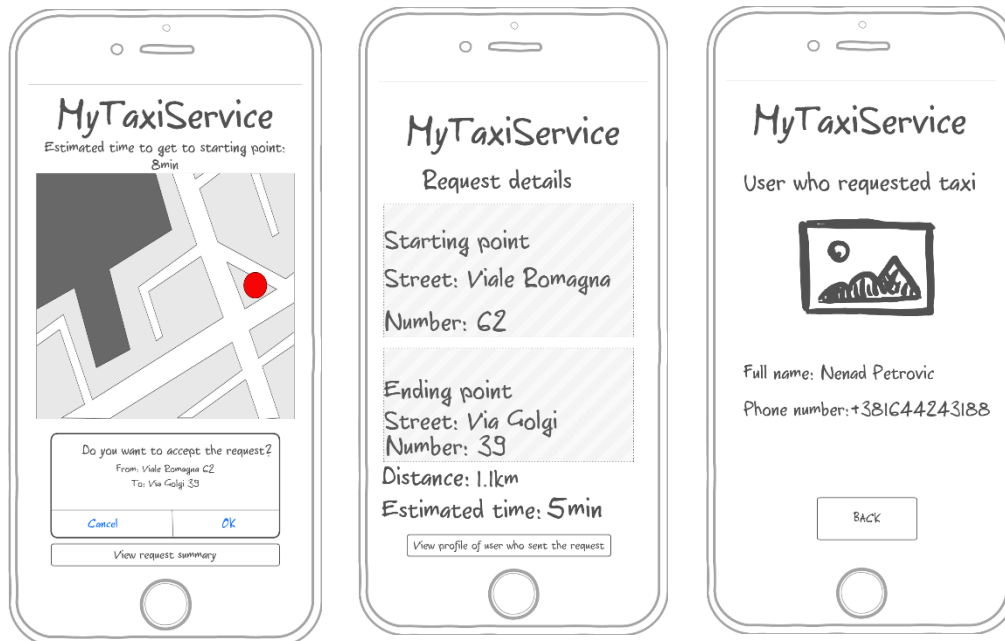 MyTaxiService
Estimated time to get to starting point:
8min
Do you want to accept the request?
From: Viale Romagna 62
To: Via Golgi 39
Cancel
OK
View request summary
MyTaxiService
Request details
Starting point
Street: Viale Romagna
Number: 62
Ending point
Street: Via Golgi
Number: 39
Distance: 1.1km
Estimated time: 5min
View profile of user who sent the request
MyTaxiService
User who requested taxi
Full name: Nenad Petrovic
Phone number:+381644243188
BACK